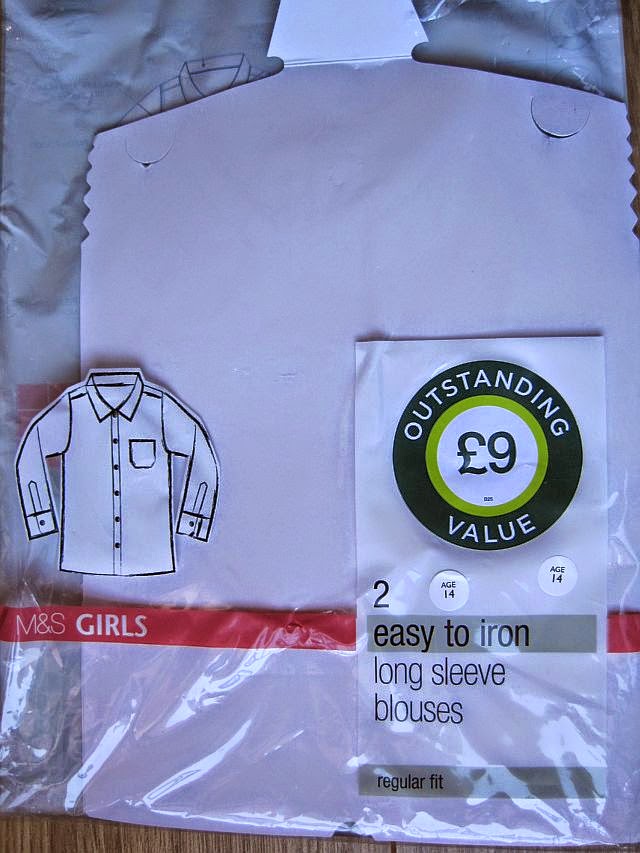 OUTSTANDING
£9
VALUE
2
AGE
14
AGE
14
M&S GIRLS
easy to iron
long sleeve
blouses
regular fit